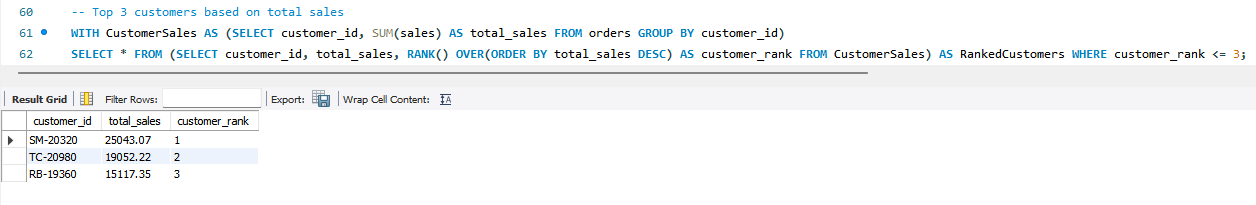 60 -- Top 3 customers based on total sales
61 WITH CustomerSales AS (SELECT customer_id, SUM(sales) AS total_sales FROM orders GROUP BY customer_id)
62 SELECT * FROM (SELECT customer_id, total_sales, RANK() OVER(ORDER BY total_sales DESC) AS customer_rank FROM CustomerSales) AS RankedCustomers WHERE customer_rank <= 3;
Result Grid Filter Rows: Export: Wrap Cell Content:
customer_id total_sales customer_rank
SM-20320 25043.07 1
TC-20980 19052.22 2
RB-19360 15117.35 3